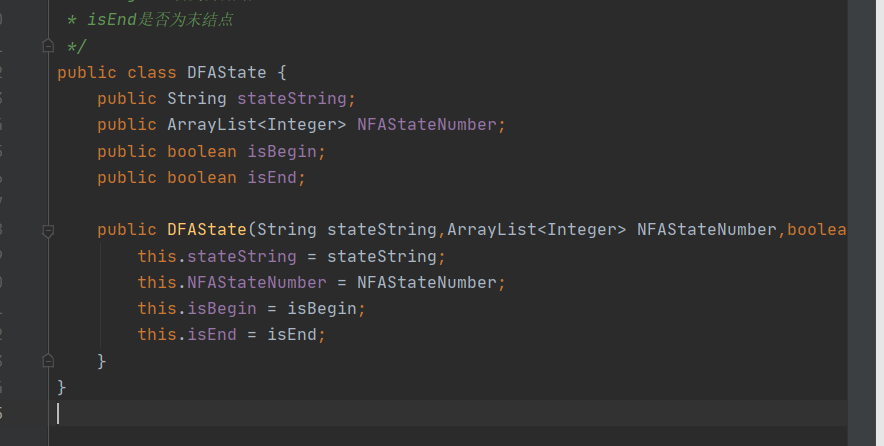 * isEnd是否为末结点
*/
public class DFAState {
public String stateString;
public ArrayList<Integer> NFAStateNumber;
public boolean isBegin;
public boolean isEnd;
public DFAState(String stateString,ArrayList<Integer> NFAStateNumber,boolea
this.stateString = stateString;
this.NFAStateNumber = NFAStateNumber;
this.isBegin = isBegin;
this.isEnd = isEnd;
}
}